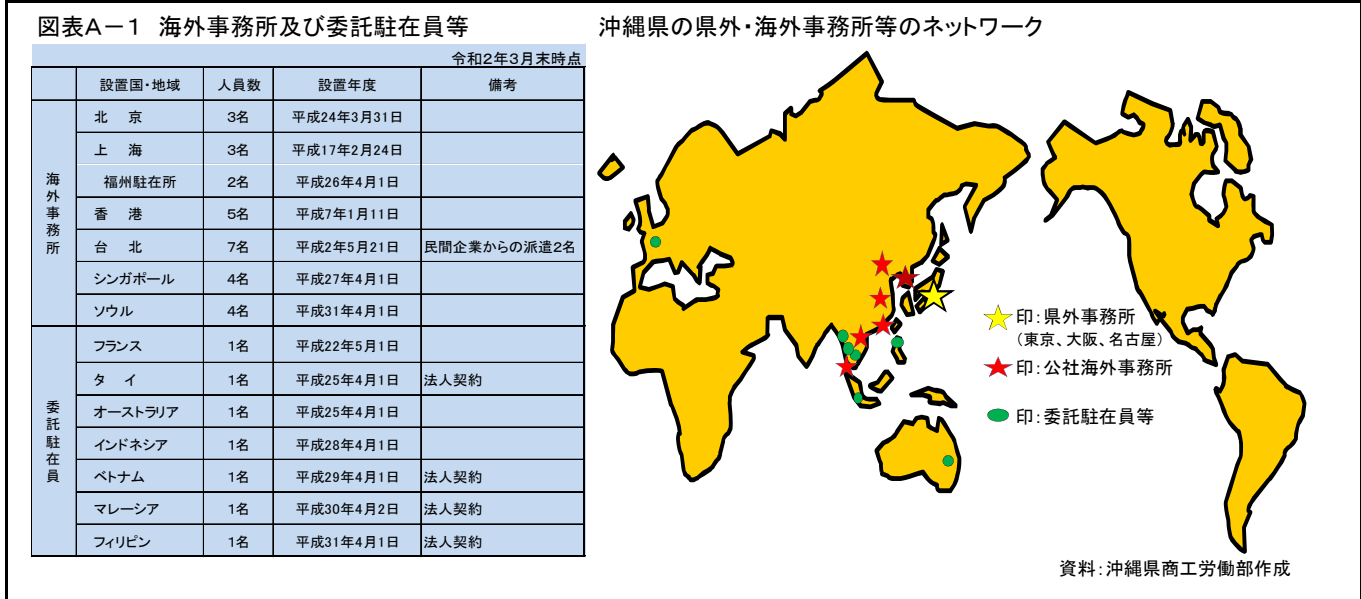 図表A－1　海外事務所及び委託駐在員等
令和2年3月末時点
設置国・地域　人員数　設置年度　備考
海外事務所
北　京　3名　平成24年3月31日
上　海　3名　平成17年2月24日
福州駐在所　2名　平成26年4月1日
香　港　5名　平成7年1月11日
台　北　7名　平成2年5月21日　民間企業からの派遣2名
シンガポール　4名　平成27年4月1日
ソウル　4名　平成31年4月1日
委託駐在員
フランス　1名　平成22年5月1日
タ　イ　1名　平成25年4月1日　法人契約
オーストラリア　1名　平成25年4月1日
インドネシア　1名　平成28年4月1日
ベトナム　1名　平成29年4月1日　法人契約
マレーシア　1名　平成30年4月2日　法人契約
フィリピン　1名　平成31年4月1日　法人契約
沖縄県の県外・海外事務所等のネットワーク
印：県外事務所
（東京、大阪、名古屋）
印：公社海外事務所
印：委託駐在員等
資料：沖縄県商工労働部作成